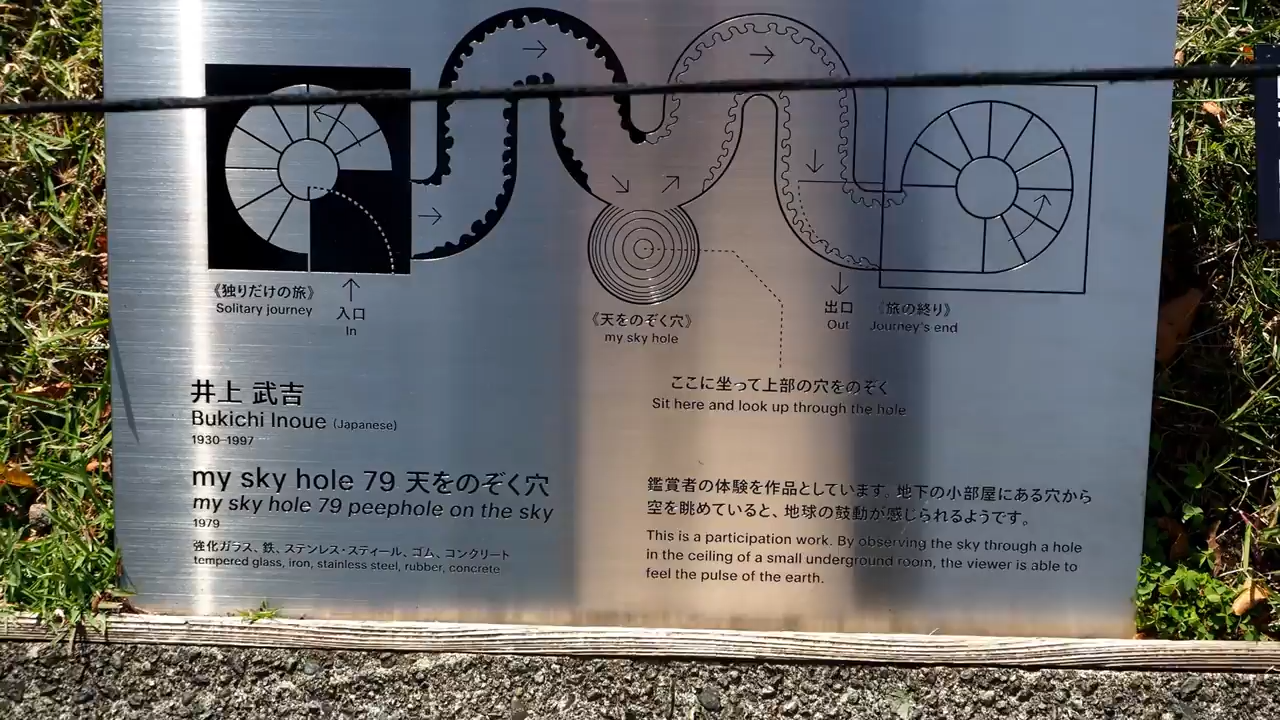 《独りだけの旅》
Solitary journey
入口
In
《天をのぞく穴》
my sky hole
出口
Out
《旅の終り》
Journey's end
ここに坐って上部の穴をのぞく
Sit here and look up through the hole
井上 武吉
Bukichi Inoue (Japanese)
1930-1997
my sky hole 79 天をのぞく穴
my sky hole 79 peephole on the sky
1979
強化ガラス、鉄、ステンレス・スティール、ゴム、コンクリート
tempered glass, iron, stainless steel, rubber, concrete
鑑賞者の体験を作品としています。地下の小部屋にある穴から
空を眺めていると、地球の鼓動が感じられるようです。
This is a participation work. By observing the sky through a hole
in the ceiling of a small underground room, the viewer is able to
feel the pulse of the earth.